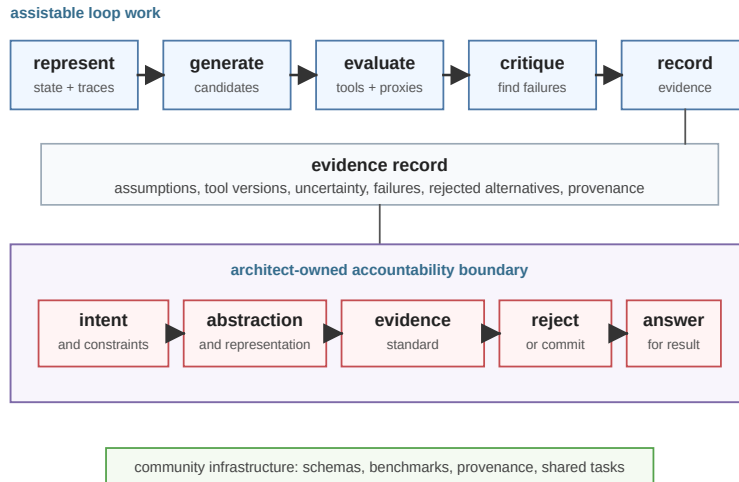 assistable loop work
represent
state + traces
generate
candidates
evaluate
tools + proxies
critique
find failures
record
evidence
evidence record
assumptions, tool versions, uncertainty, failures, rejected alternatives, provenance
architect-owned accountability boundary
intent
and constraints
abstraction
and representation
evidence
standard
reject
or commit
answer
for result
community infrastructure: schemas, benchmarks, provenance, shared tasks